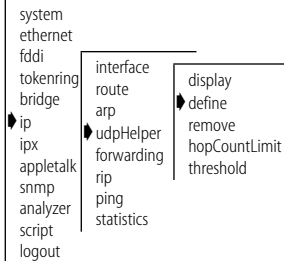 system
ethernet
fddi
tokenring
bridge
ip
ipx
appletalk
snmp
analyzer
script
logout
interface
route
arp
udpHelper
forwarding
rip
ping
statistics
display
define
remove
hopCountLimit
threshold